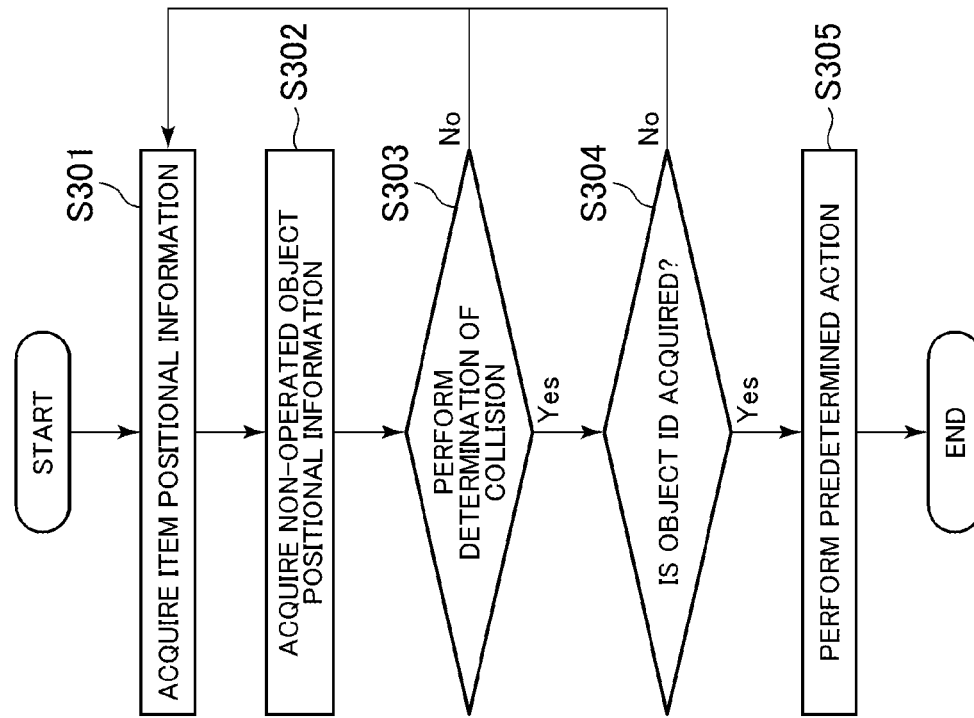 START
S301
ACQUIRE ITEM POSITIONAL INFORMATION
S302
ACQUIRE NON-OPERATED OBJECT
POSITIONAL INFORMATION
S303
PERFORM
DETERMINATION OF
COLLISION
No
Yes
S304
IS OBJECT ID ACQUIRED?
No
Yes
S305
PERFORM PREDETERMINED ACTION
END